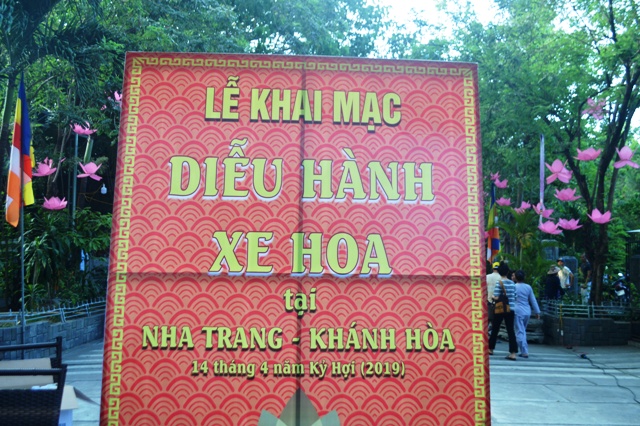 LỄ KHAI MẠC
DIỄU HÀNH
XE HOA
tại
NHA TRANG - KHÁNH HÒA
14 tháng 4 năm Kỷ Hợi (2019)